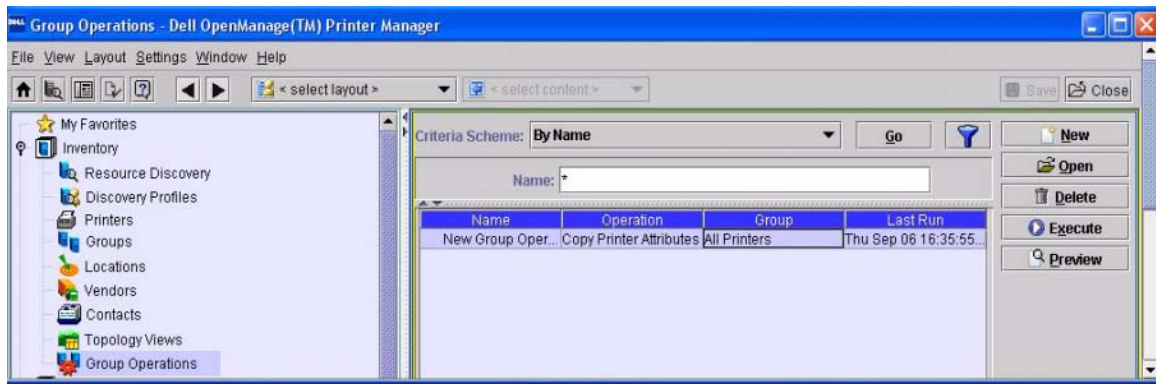 Group Operations - Dell OpenManage(TM) Printer Manager
File View Layout Settings Window Help
< select layout > < select content > Save Close
My Favorites
Inventory
Resource Discovery
Discovery Profiles
Printers
Groups
Locations
Vendors
Contacts
Topology Views
Group Operations
Criteria Scheme: By Name Go
Name: *
Name Operation Group Last Run
New Group Oper... Copy Printer Attributes All Printers Thu Sep 06 16:35:55...
New
Open
Delete
Execute
Preview